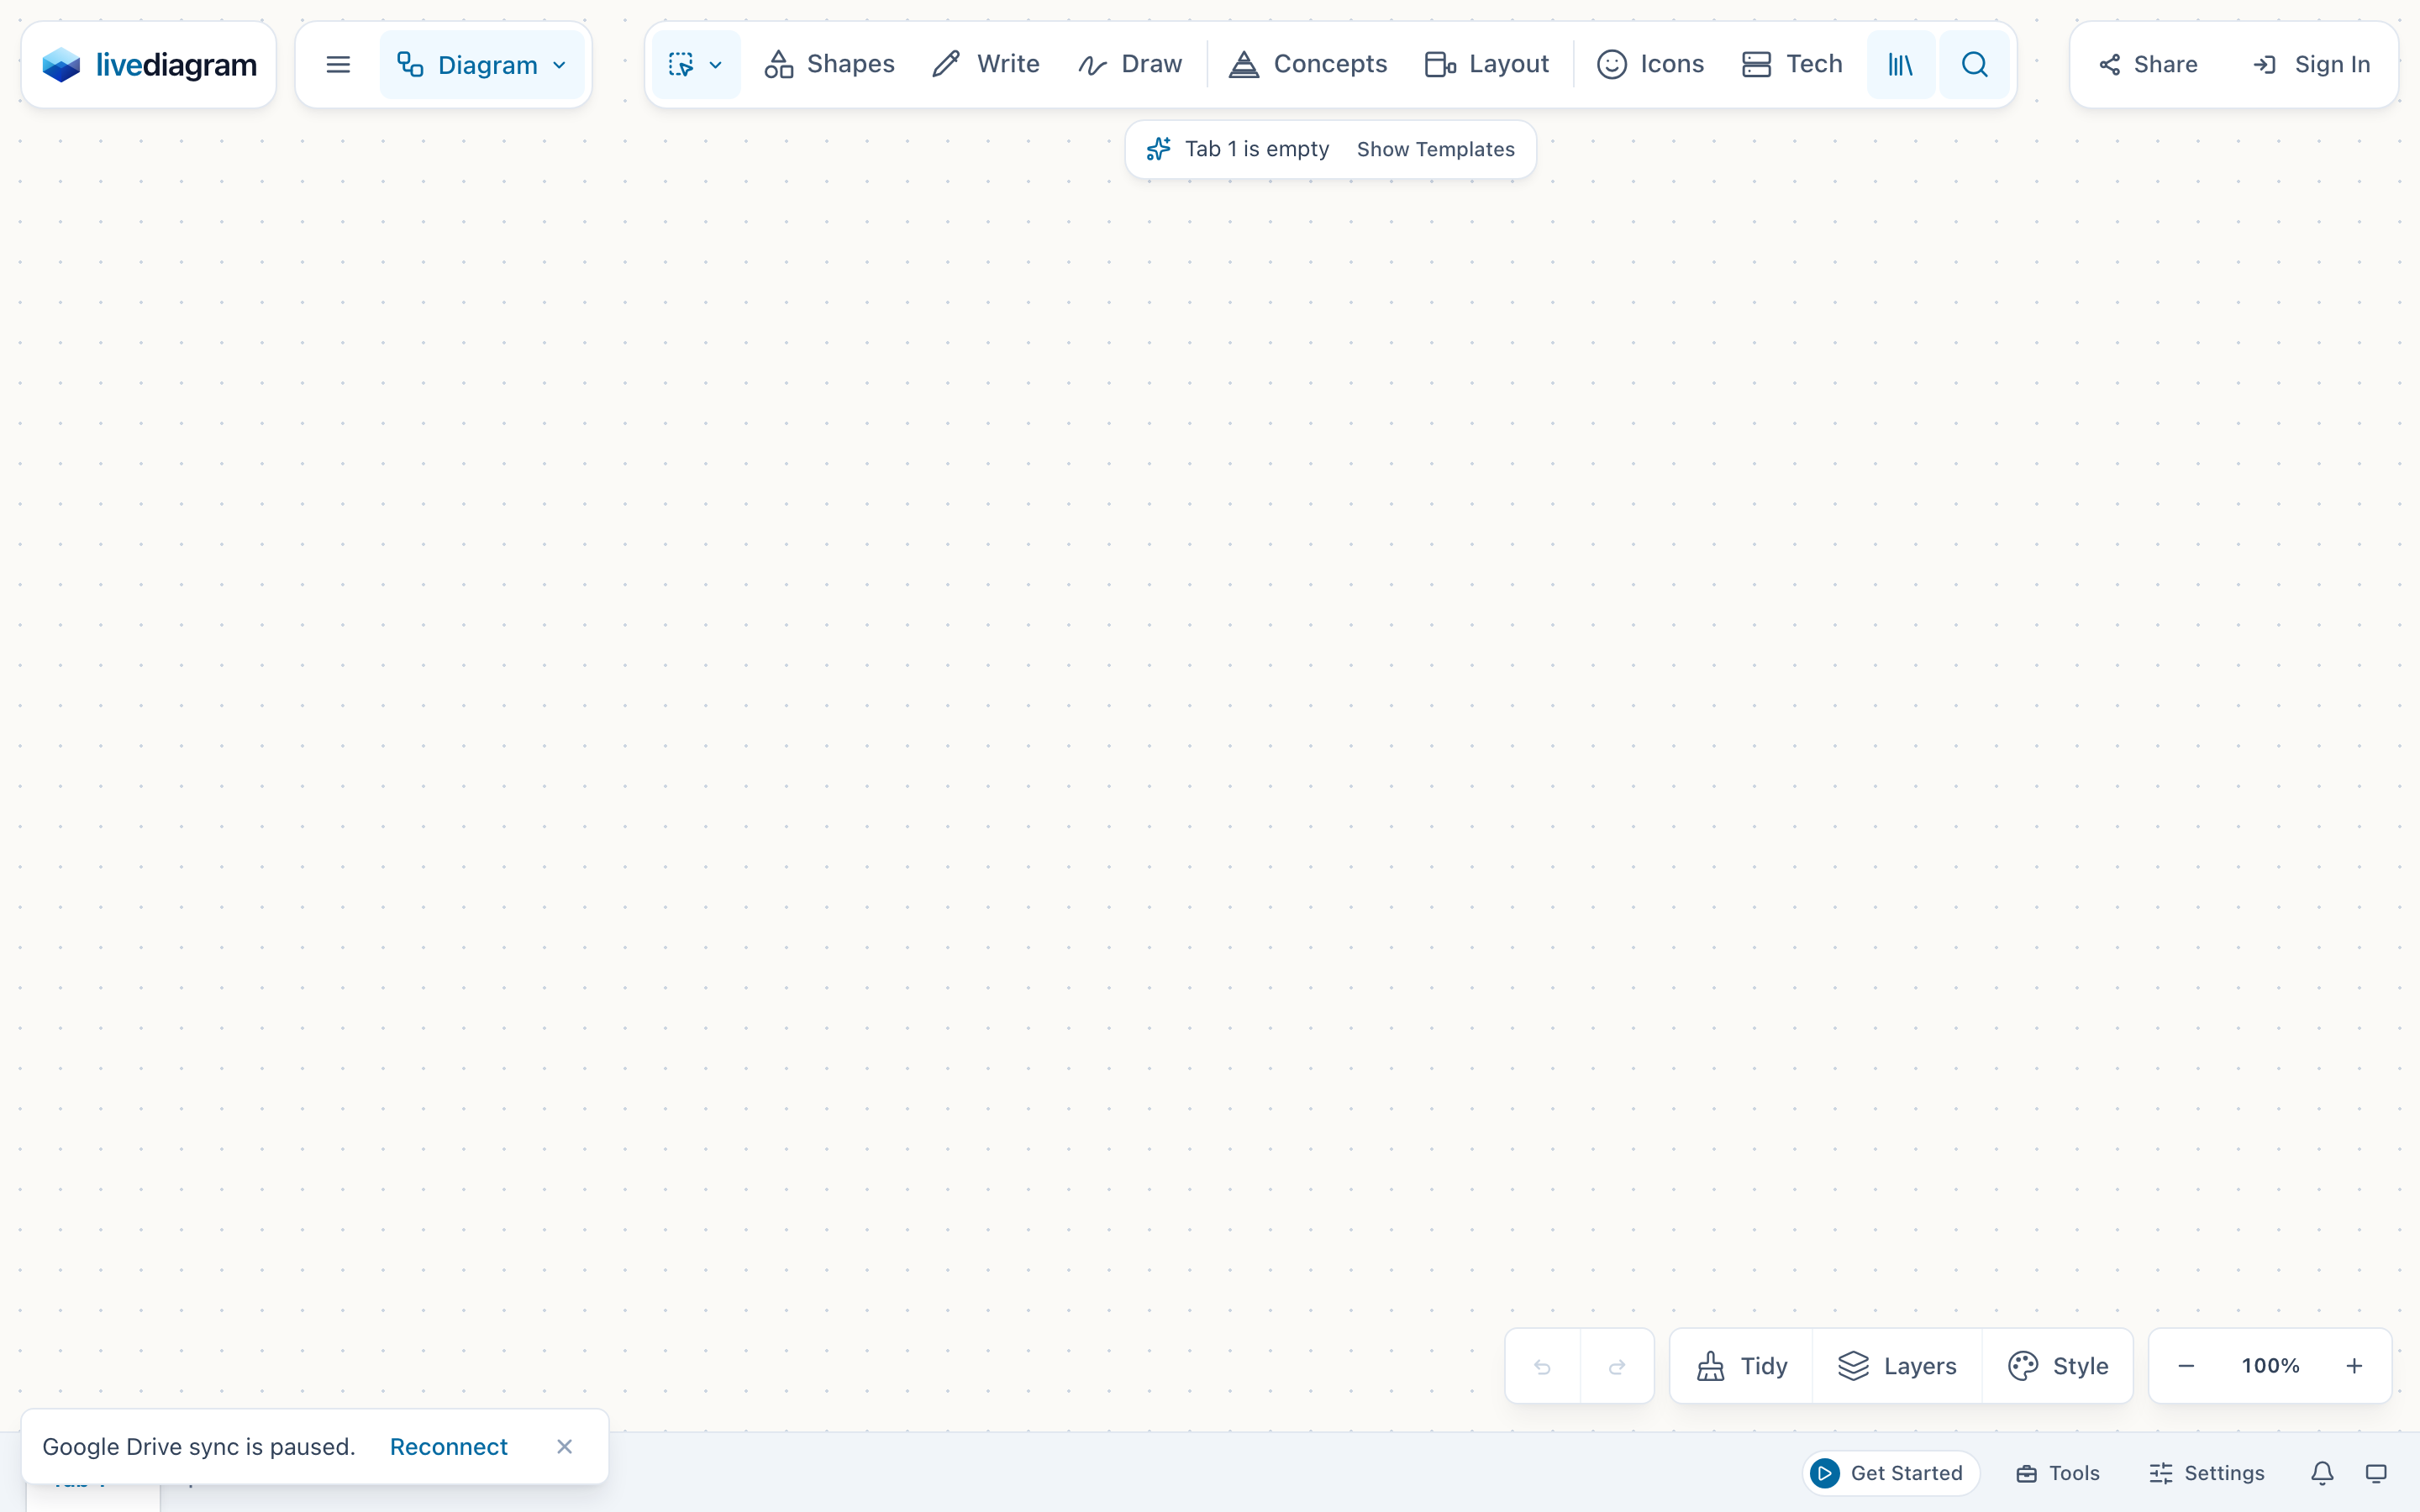 livediagram
Diagram
Shapes
Write
Draw
Concepts
Layout
Icons
Tech
Share
Sign In
Tab 1 is empty
Show Templates
Tidy
Layers
Style
100%
Google Drive sync is paused.
Reconnect
Get Started
Tools
Settings